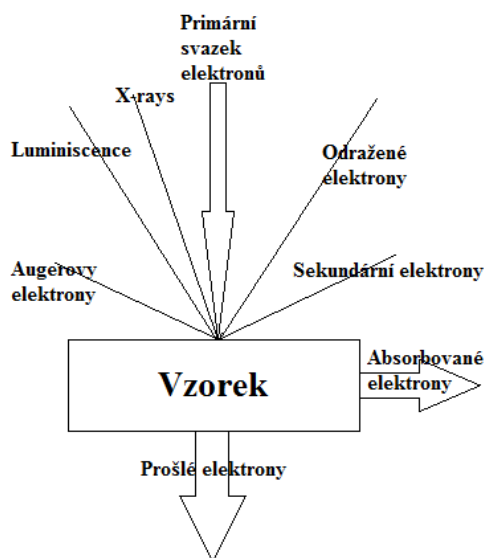 Primární
svazek
elektronů
X-rays
Luminiscence
Odražené
elektrony
Augerovy
elektrony
Sekundární elektrony
Absorbované
elektrony
Vzorek
Prošlé elektrony